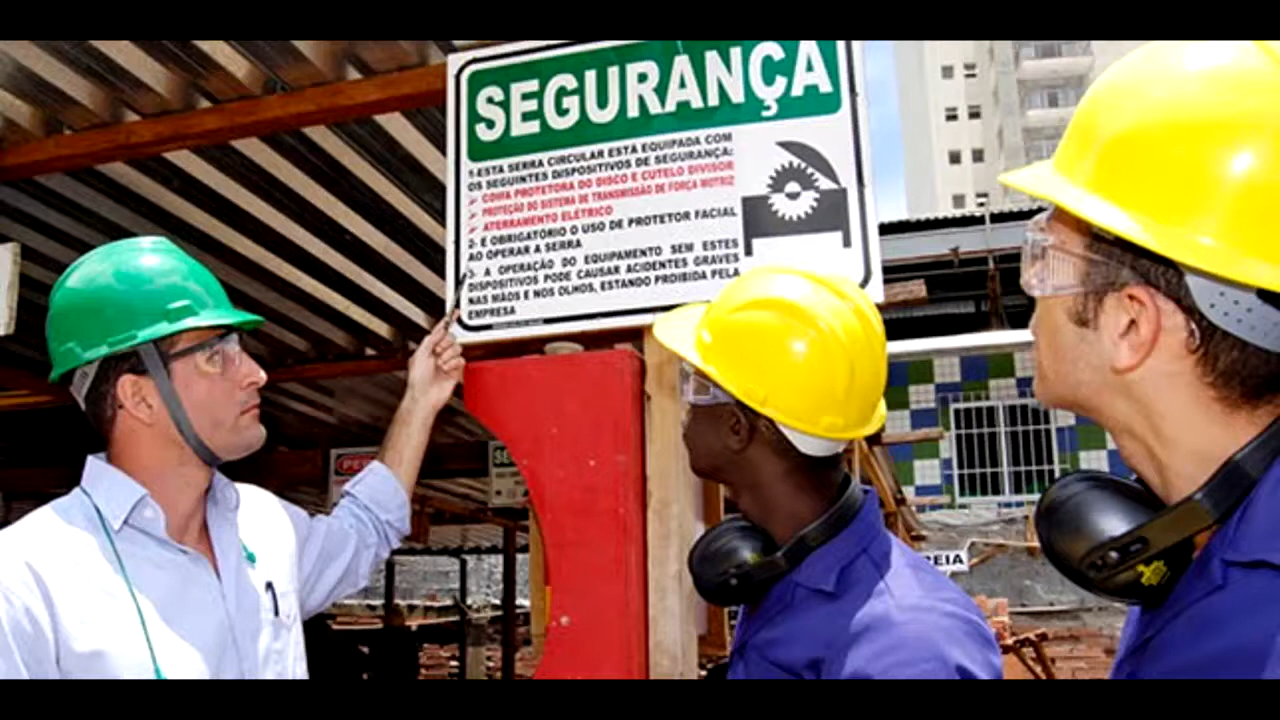 SEGURANÇA
1-ESTA SERRA CIRCULAR ESTÁ EQUIPADA COM
OS SEGUINTES DISPOSITIVOS DE SEGURANÇA:
➢ COIFA PROTETORA DO DISCO E CUTELO DIVISOR
➢ PROTEÇÃO DO SISTEMA DE TRANSMISSÃO DE FORÇA MOTRIZ
➢ ATERRAMENTO ELÉTRICO
2- É OBRIGATÓRIO O USO DE PROTETOR FACIAL
AO OPERAR A SERRA
3- A OPERAÇÃO DO EQUIPAMENTO SEM ESTES
DISPOSITIVOS PODE CAUSAR ACIDENTES GRAVES
NAS MÃOS E NOS OLHOS, ESTANDO PROIBIDA PELA
EMPRESA
SE
REIA